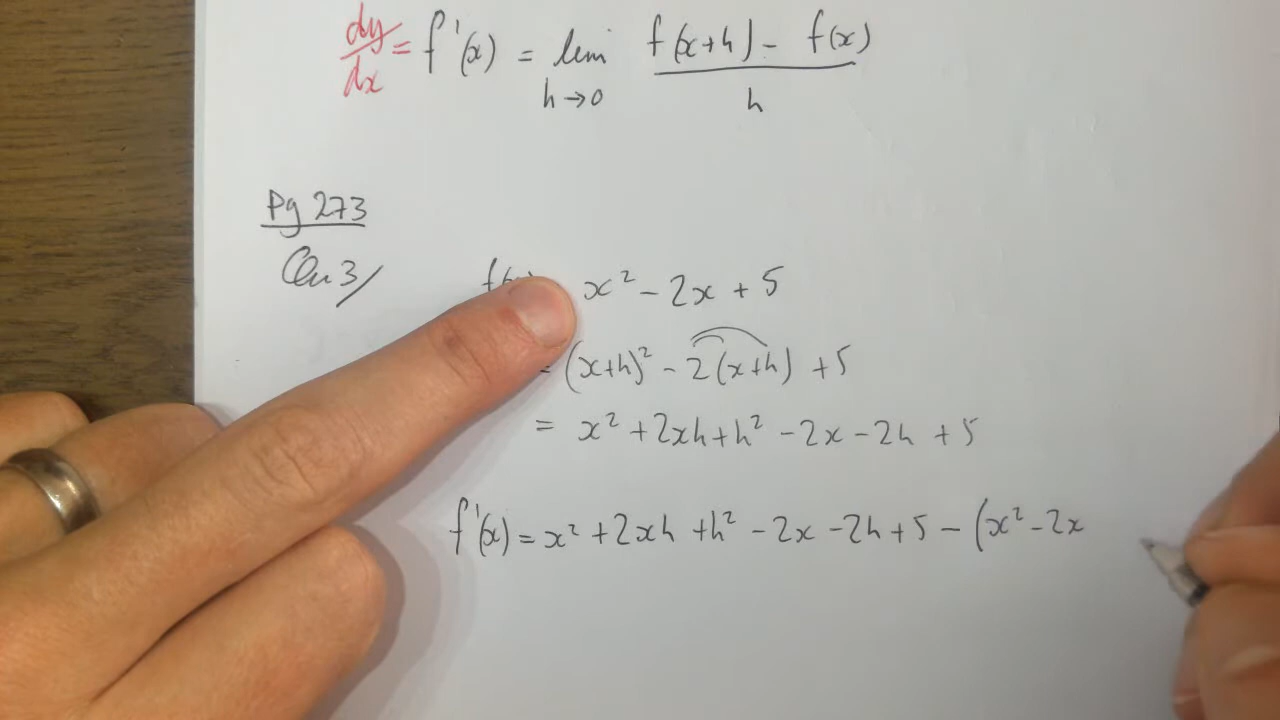 dy/dx = f'(x) = lim h→0 f(x+h) - f(x) / h
Pg 273
Qu 3/
x² - 2x + 5
= (x+h)² - 2(x+h) + 5
= x² + 2xh + h² - 2x - 2h + 5
f'(x) = x² + 2xh + h² - 2x - 2h + 5 - (x² - 2x